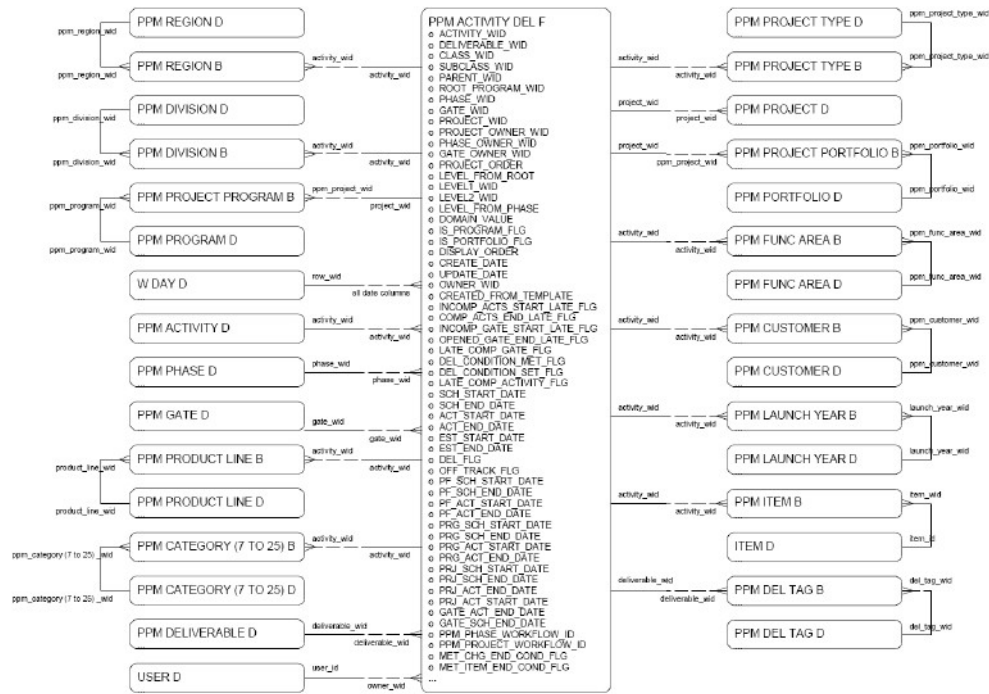 PPM REGION D
...
ppm_region_wid
ppm_region_wid
PPM REGION B
...
activity_wid
activity_wid
PPM DIVISION D
...
ppm_division_wid
ppm_division_wid
PPM DIVISION B
...
activity_wid
activity_wid
PPM PROJECT PROGRAM B
...
ppm_project_wid
project_wid
ppm_program_wid
ppm_program_wid
PPM PROGRAM D
...
W DAY D
...
row_wid
all date columns
PPM ACTIVITY D
...
activity_wid
activity_wid
PPM PHASE D
...
phase_wid
phase_wid
PPM GATE D
...
gate_wid
gate_wid
PPM PRODUCT LINE B
...
activity_wid
activity_wid
product_line_wid
product_line_wid
PPM PRODUCT LINE D
...
PPM CATEGORY (7 TO 25) B
...
activity_wid
activity_wid
ppm_category (7 to 25) _wid
ppm_category (7 to 25) _wid
PPM CATEGORY (7 TO 25) D
...
PPM DELIVERABLE D
...
deliverable_wid
deliverable_wid
USER D
...
user_id
owner_wid
PPM ACTIVITY DEL F
o ACTIVITY_WID
o DELIVERABLE_WID
o CLASS_WID
o SUBCLASS_WID
o PARENT_WID
o ROOT_PROGRAM_WID
o PHASE_WID
o GATE_WID
o PROJECT_WID
o PROJECT_OWNER_WID
o PHASE_OWNER_WID
o GATE_OWNER_WID
o PROJECT_ORDER
o LEVEL_FROM_ROOT
o LEVEL1_WID
o LEVEL2_WID
o LEVEL_FROM_PHASE
o DOMAIN_VALUE
o IS_PROGRAM_FLG
o IS_PORTFOLIO_FLG
o DISPLAY_ORDER
o CREATE_DATE
o UPDATE_DATE
o OWNER_WID
o CREATED_FROM_TEMPLATE
o INCOMP_ACTS_START_LATE_FLG
o COMP_ACTS_END_LATE_FLG
o INCOMP_GATE_START_LATE_FLG
o OPENED_GATE_END_LATE_FLG
o LATE_COMP_GATE_FLG
o DEL_CONDITION_MET_FLG
o DEL_CONDITION_SET_FLG
o LATE_COMP_ACTIVITY_FLG
o SCH_START_DATE
o SCH_END_DATE
o ACT_START_DATE
o ACT_END_DATE
o EST_START_DATE
o EST_END_DATE
o DEL_FLG
o OFF_TRACK_FLG
o PF_SCH_START_DATE
o PF_SCH_END_DATE
o PF_ACT_START_DATE
o PF_ACT_END_DATE
o PRG_SCH_START_DATE
o PRG_SCH_END_DATE
o PRG_ACT_START_DATE
o PRG_ACT_END_DATE
o PRJ_SCH_START_DATE
o PRJ_SCH_END_DATE
o PRJ_ACT_END_DATE
o PRJ_ACT_START_DATE
o GATE_ACT_END_DATE
o GATE_SCH_END_DATE
o PPM_PHASE_WORKFLOW_ID
o PPM_PROJECT_WORKFLOW_ID
o MET_CHG_END_COND_FLG
o MET_ITEM_END_COND_FLG
...
PPM PROJECT TYPE D
...
ppm_project_type_wid
ppm_project_type_wid
activity_wid
activity_wid
PPM PROJECT TYPE B
...
project_wid
project_wid
PPM PROJECT D
...
project_wid
ppm_project_wid
PPM PROJECT PORTFOLIO B
...
ppm_portfolio_wid
ppm_portfolio_wid
PPM PORTFOLIO D
...
activity_wid
activity_wid
PPM FUNC AREA B
...
ppm_func_area_wid
ppm_func_area_wid
PPM FUNC AREA D
...
activity_wid
activity_wid
PPM CUSTOMER B
...
ppm_customer_wid
ppm_customer_wid
PPM CUSTOMER D
...
activity_wid
activity_wid
PPM LAUNCH YEAR B
...
launch_year_wid
launch_year_wid
PPM LAUNCH YEAR D
...
activity_wid
activity_wid
PPM ITEM B
...
item_wid
item_id
ITEM D
...
deliverable_wid
deliverable_wid
PPM DEL TAG B
...
del_tag_wid
del_tag_wid
PPM DEL TAG D
...